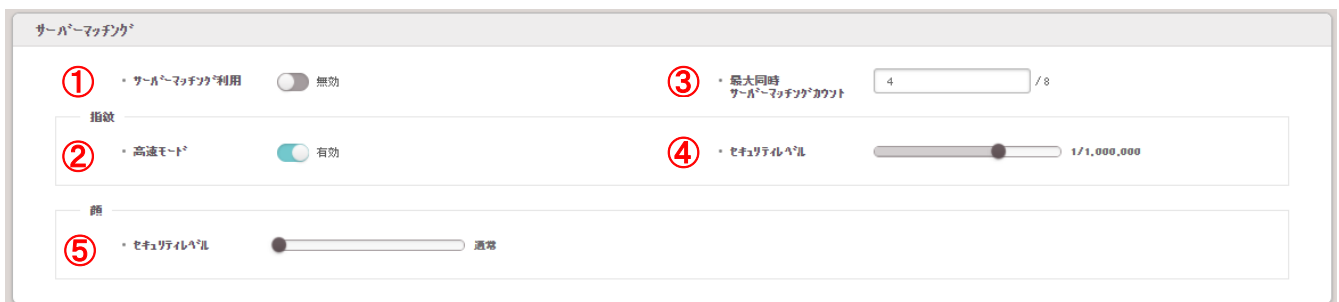 サーバーマッチング
① ・ サーバーマッチング利用 無効 ③ ・ 最大同時
サーバーマッチングカウント 4 /8
指紋
② ・ 高速モード 有効 ④ ・ セキュリティレベル 1/1,000,000
顔
⑤ ・ セキュリティレベル 通常